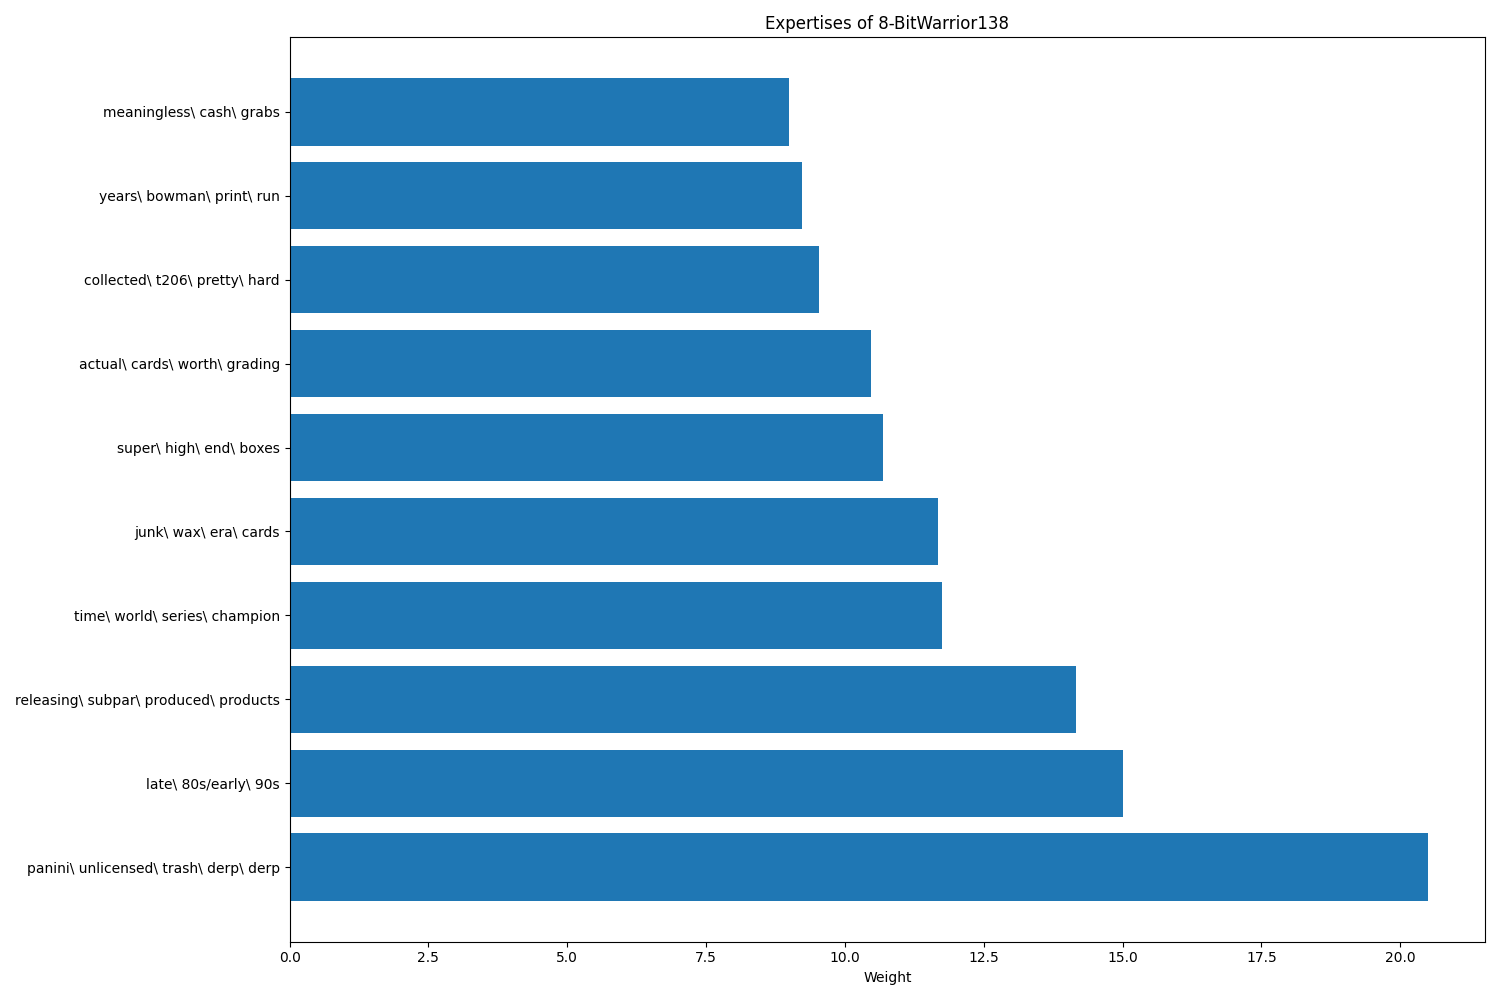 Expertises of 8-BitWarrior138
meaningless\ cash\ grabs
years\ bowman\ print\ run
collected\ t206\ pretty\ hard
actual\ cards\ worth\ grading
super\ high\ end\ boxes
junk\ wax\ era\ cards
time\ world\ series\ champion
releasing\ subpar\ produced\ products
late\ 80s/early\ 90s
panini\ unlicensed\ trash\ derp\ derp
0.0 2.5 5.0 7.5 10.0 12.5 15.0 17.5 20.0
Weight